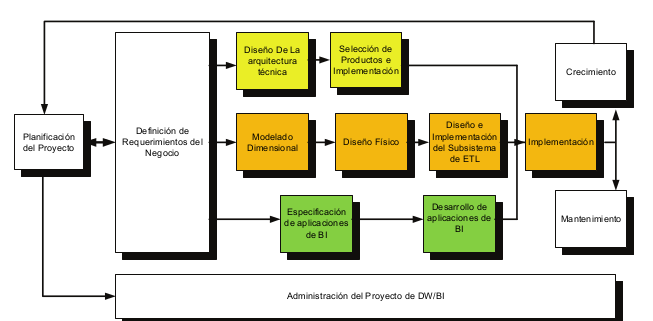 Diseño De La
arquitectura
técnica
Selección de
Productos e
Implementación
Crecimiento
Planificación
del Proyecto
Definición de
Requerimientos del
Negocio
Modelado
Dimensional
Diseño Físico
Diseño e
Implementación
del Subsistema
de ETL
Implementación
Especificación
de aplicaciones
de BI
Desarrollo de
aplicaciones de
BI
Mantenimiento
Administración del Proyecto de DW/BI